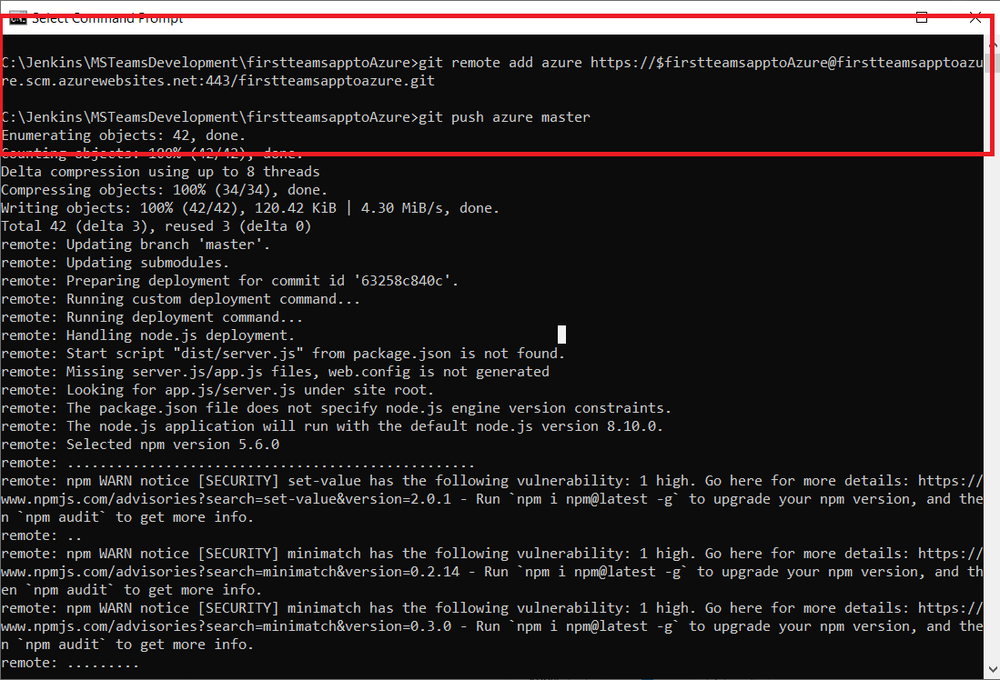 Select Command Prompt
C:\Jenkins\MSTeamsDevelopment\firstteamsapptoAzure>git remote add azure https://$firstteamsapptoAzure@firstteamsapptoazu
re.scm.azurewebsites.net:443/firstteamsapptoazure.git
C:\Jenkins\MSTeamsDevelopment\firstteamsapptoAzure>git push azure master
Enumerating objects: 42, done.
Counting objects: 100% (42/42), done.
Delta compression using up to 8 threads
Compressing objects: 100% (34/34), done.
Writing objects: 100% (42/42), 120.42 KiB | 4.30 MiB/s, done.
Total 42 (delta 3), reused 3 (delta 0)
remote: Updating branch 'master'.
remote: Updating submodules.
remote: Preparing deployment for commit id '63258c840c'.
remote: Running custom deployment command...
remote: Running deployment command...
remote: Handling node.js deployment.
remote: Start script "dist/server.js" from package.json is not found.
remote: Missing server.js/app.js files, web.config is not generated
remote: Looking for app.js/server.js under site root.
remote: The package.json file does not specify node.js engine version constraints.
remote: The node.js application will run with the default node.js version 8.10.0.
remote: Selected npm version 5.6.0
remote: ..................................................
remote: npm WARN notice [SECURITY] set-value has the following vulnerability: 1 high. Go here for more details: https://
www.npmjs.com/advisories?search=set-value&version=2.0.1 - Run `npm i npm@latest -g` to upgrade your npm version, and the
n `npm audit` to get more info.
remote: ..
remote: npm WARN notice [SECURITY] minimatch has the following vulnerability: 1 high. Go here for more details: https://
www.npmjs.com/advisories?search=minimatch&version=0.2.14 - Run `npm i npm@latest -g` to upgrade your npm version, and th
en `npm audit` to get more info.
remote: npm WARN notice [SECURITY] minimatch has the following vulnerability: 1 high. Go here for more details: https://
www.npmjs.com/advisories?search=minimatch&version=0.3.0 - Run `npm i npm@latest -g` to upgrade your npm version, and the
n `npm audit` to get more info.
remote: .........